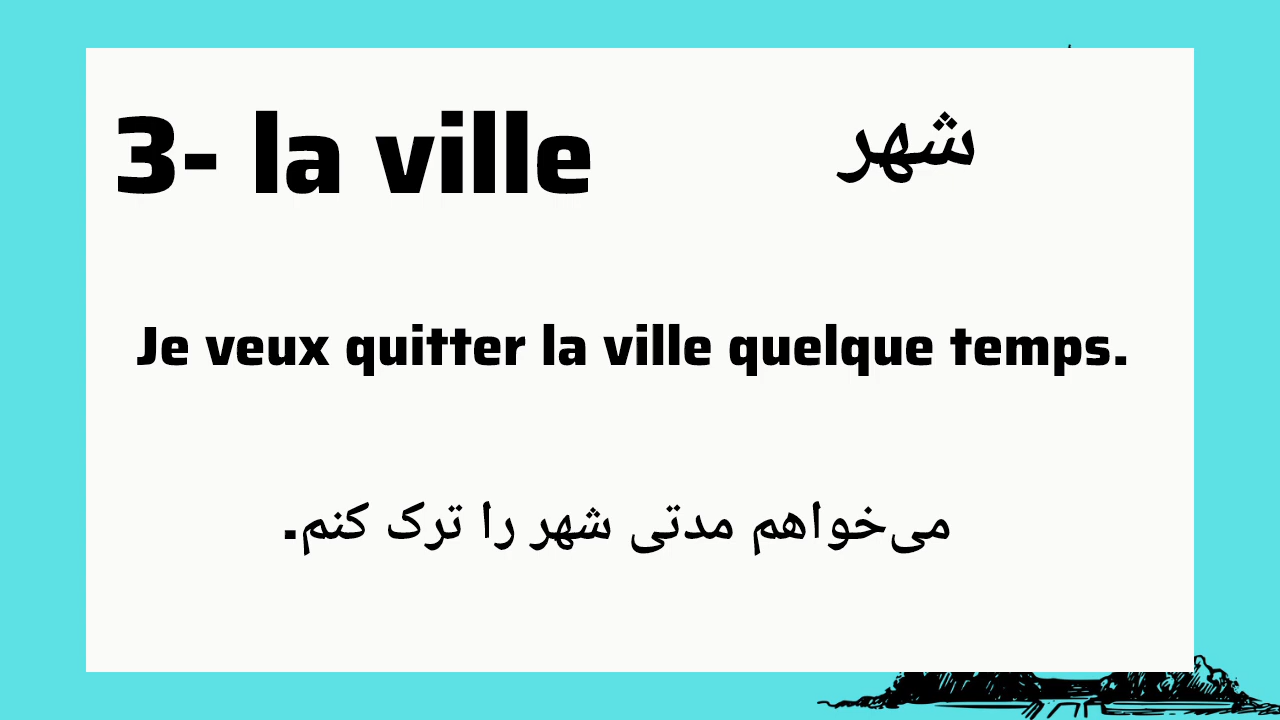 3- la ville
شهر
Je veux quitter la ville quelque temps.
می‌خواهم مدتی شهر را ترک کنم.